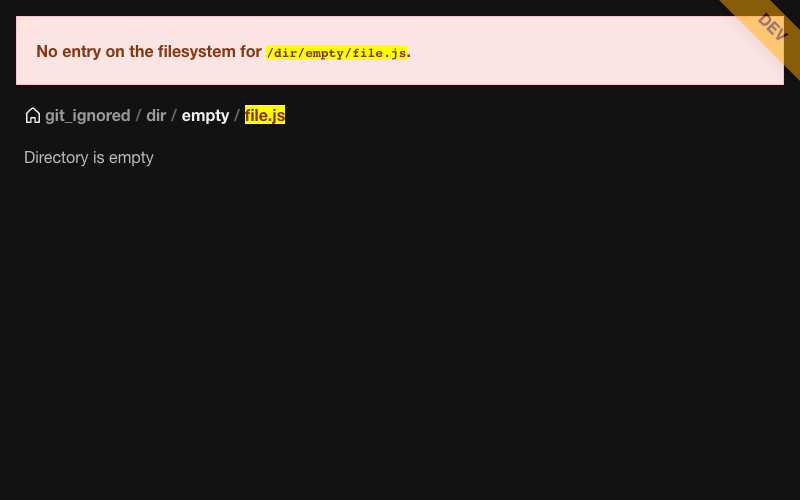 No entry on the filesystem for /dir/empty/file.js.
DEV
git_ignored / dir / empty / file.js
Directory is empty